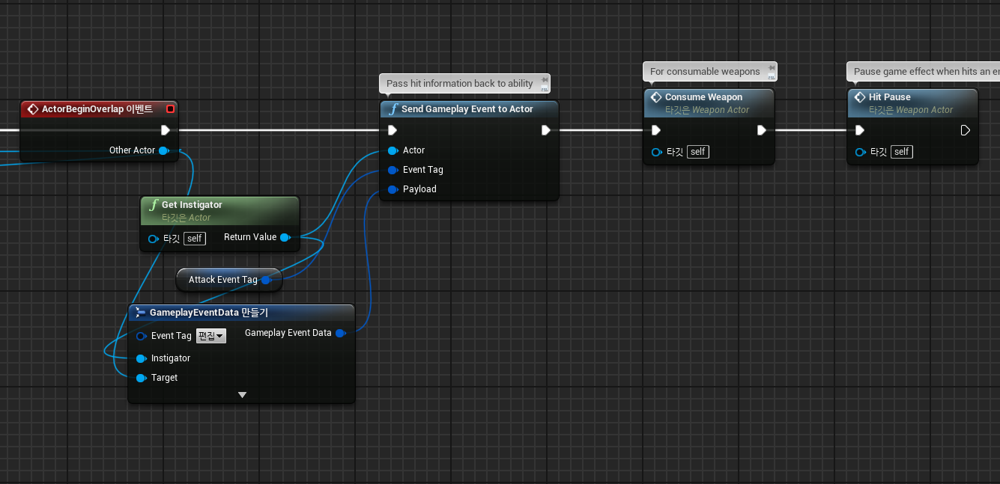 ActorBeginOverlap 이벤트
Other Actor
Get Instigator
타깃은 Actor
타깃 self
Return Value
Attack Event Tag
GameplayEventData 만들기
Event Tag 편집
Gameplay Event Data
Instigator
Target
Pass hit information back to ability
Send Gameplay Event to Actor
Actor
Event Tag
Payload
For consumable weapons
Consume Weapon
타깃은 Weapon Actor
타깃 self
Pause game effect when hits an
Hit Pause
타깃은 Weapon Actor
타깃 self